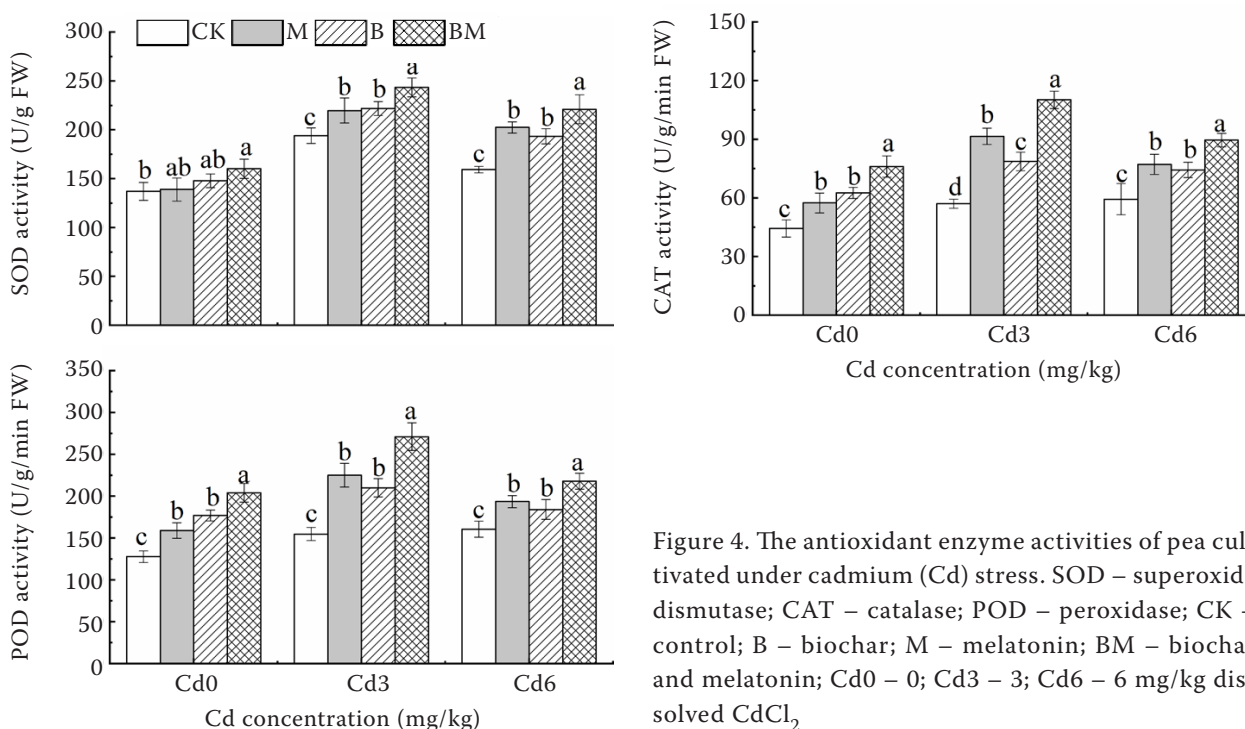 CK M B BM
SOD activity (U/g FW)
300
250
200
150
100
50
0
b ab ab a
c b b a
c b b a
CAT activity (U/g/min FW)
150
120
90
60
30
0
c b b a
d b c a
c b b a
Cd0 Cd3 Cd6
Cd concentration (mg/kg)
POD activity (U/g/min FW)
350
300
250
200
150
100
50
0
c b b a
c b b a
c b b a
Cd0 Cd3 Cd6
Cd concentration (mg/kg)
Figure 4. The antioxidant enzyme activities of pea cul
tivated under cadmium (Cd) stress. SOD – superoxid
dismutase; CAT – catalase; POD – peroxidase; CK –
control; B – biochar; M – melatonin; BM – biocha
and melatonin; Cd0 – 0; Cd3 – 3; Cd6 – 6 mg/kg dis
solved CdCl₂